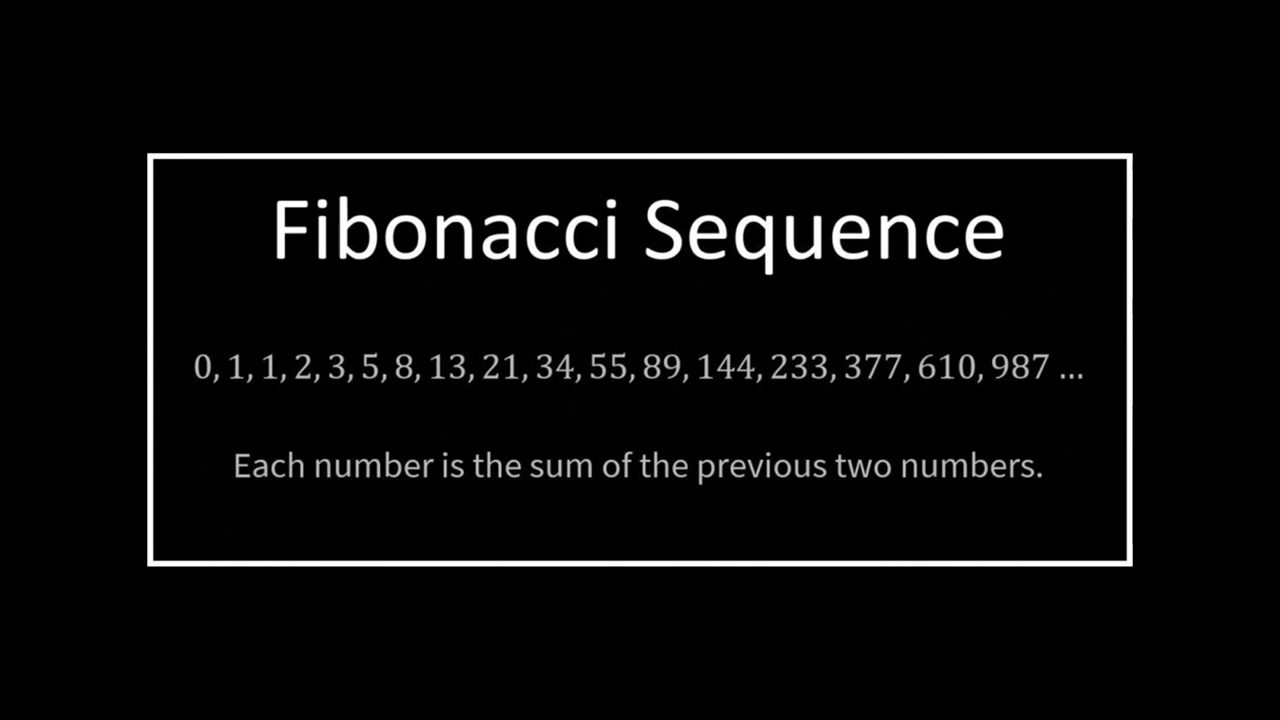 Fibonacci Sequence
0, 1, 1, 2, 3, 5, 8, 13, 21, 34, 55, 89, 144, 233, 377, 610, 987 ...
Each number is the sum of the previous two numbers.